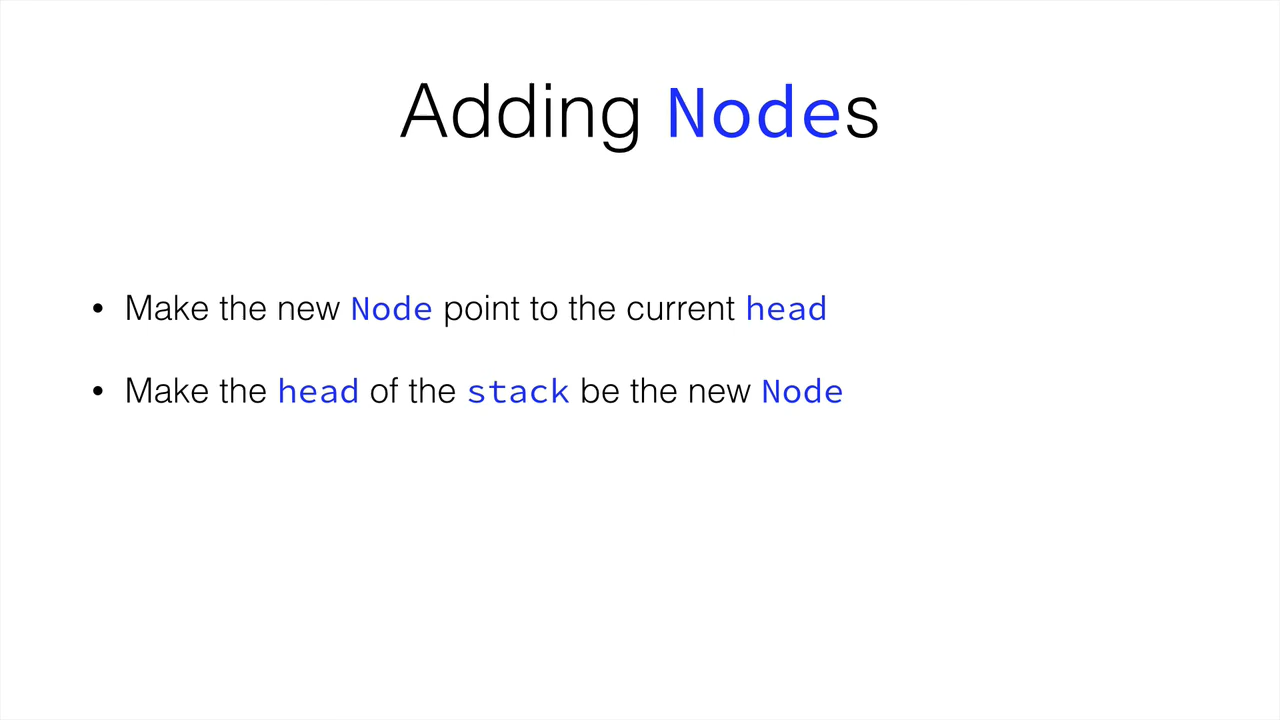 Adding Nodes
• Make the new Node point to the current head
• Make the head of the stack be the new Node